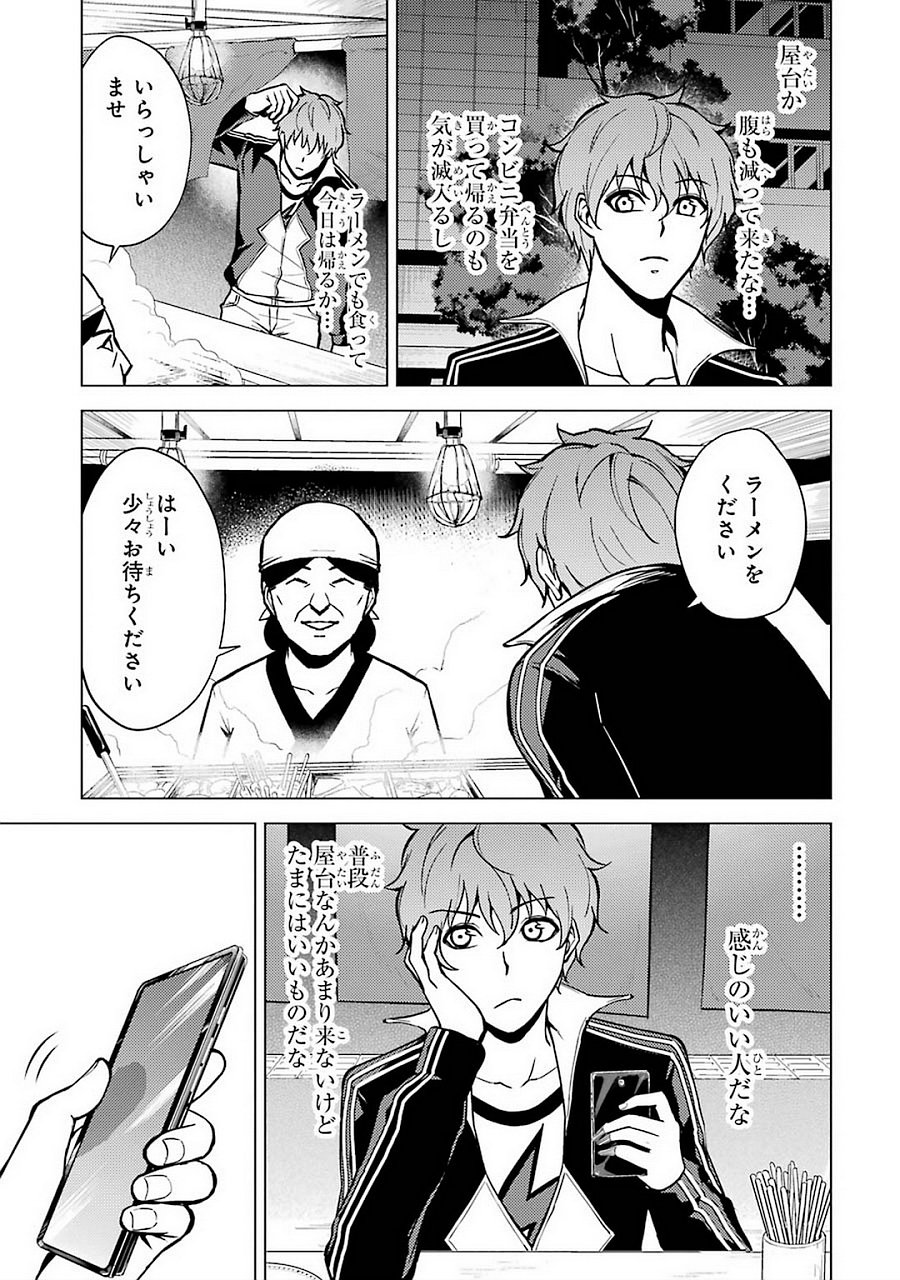 屋台か
腹も減って来たな…
コンビニ弁当を
買って帰るのも
気が滅入るし
ラーメンでも食って
今日は帰るか…
いらっしゃい
ませ
ラーメンを
ください
はーい
少々お待ちください
………
感じのいい人だな
普段
屋台なんかあまり来ないけど
たまにはいいものだな